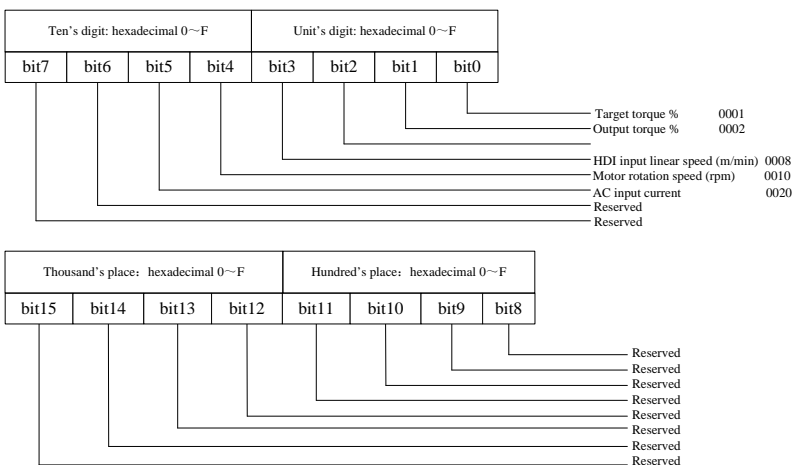 Ten's digit: hexadecimal 0~F Unit's digit: hexadecimal 0~F
bit7 bit6 bit5 bit4 bit3 bit2 bit1 bit0
Target torque % 0001
Output torque % 0002
HDI input linear speed (m/min) 0008
Motor rotation speed (rpm) 0010
AC input current 0020
Reserved
Reserved
Thousand's place: hexadecimal 0~F Hundred's place: hexadecimal 0~F
bit15 bit14 bit13 bit12 bit11 bit10 bit9 bit8
Reserved
Reserved
Reserved
Reserved
Reserved
Reserved
Reserved
Reserved